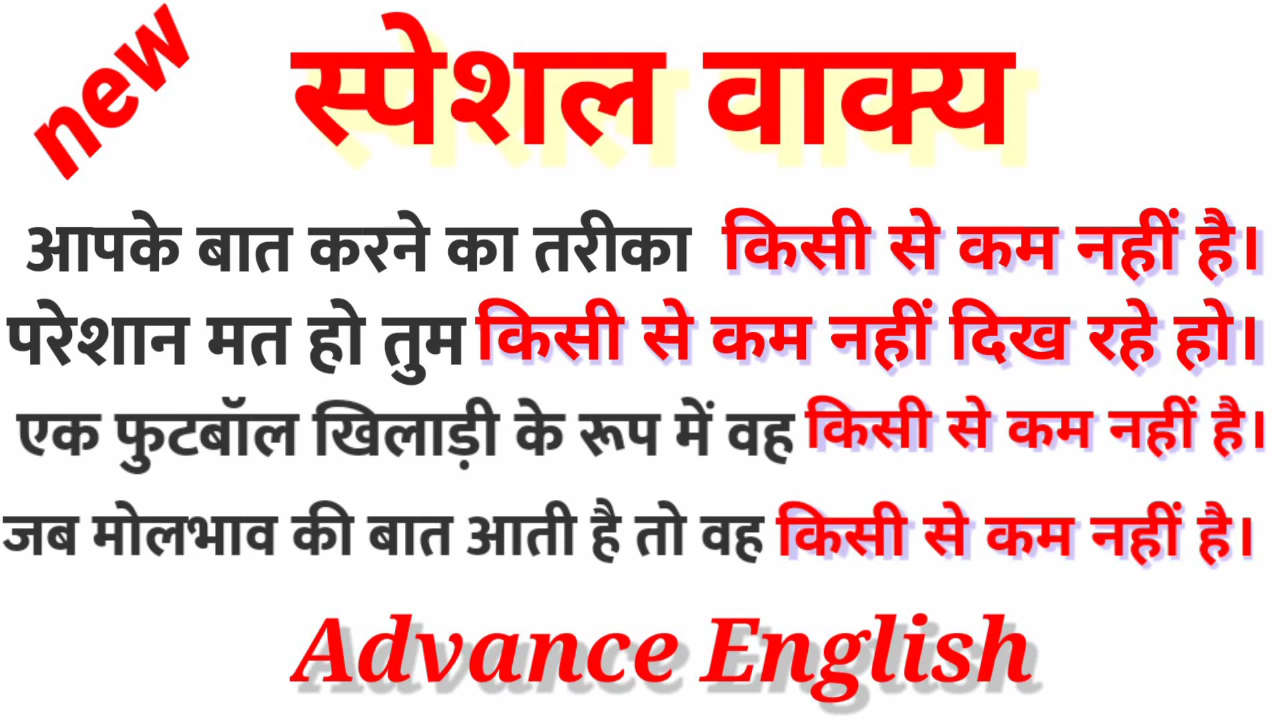 new
स्पेशल वाक्य
आपके बात करने का तरीका किसी से कम नहीं है।
परेशान मत हो तुम किसी से कम नहीं दिख रहे हो।
एक फुटबॉल खिलाड़ी के रूप में वह किसी से कम नहीं है।
जब मोलभाव की बात आती है तो वह किसी से कम नहीं है।
Advance English